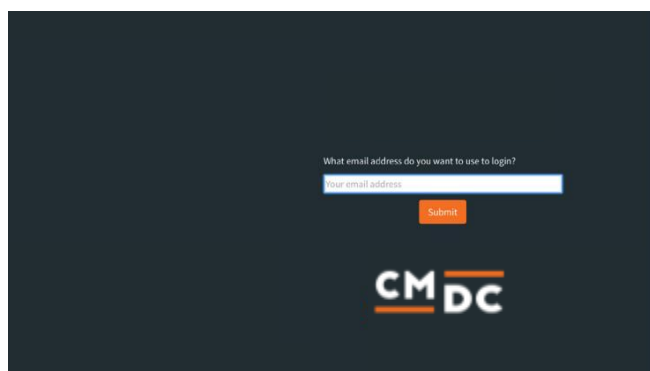 What email address do you want to use to login?
Your email address
Submit
CM DC